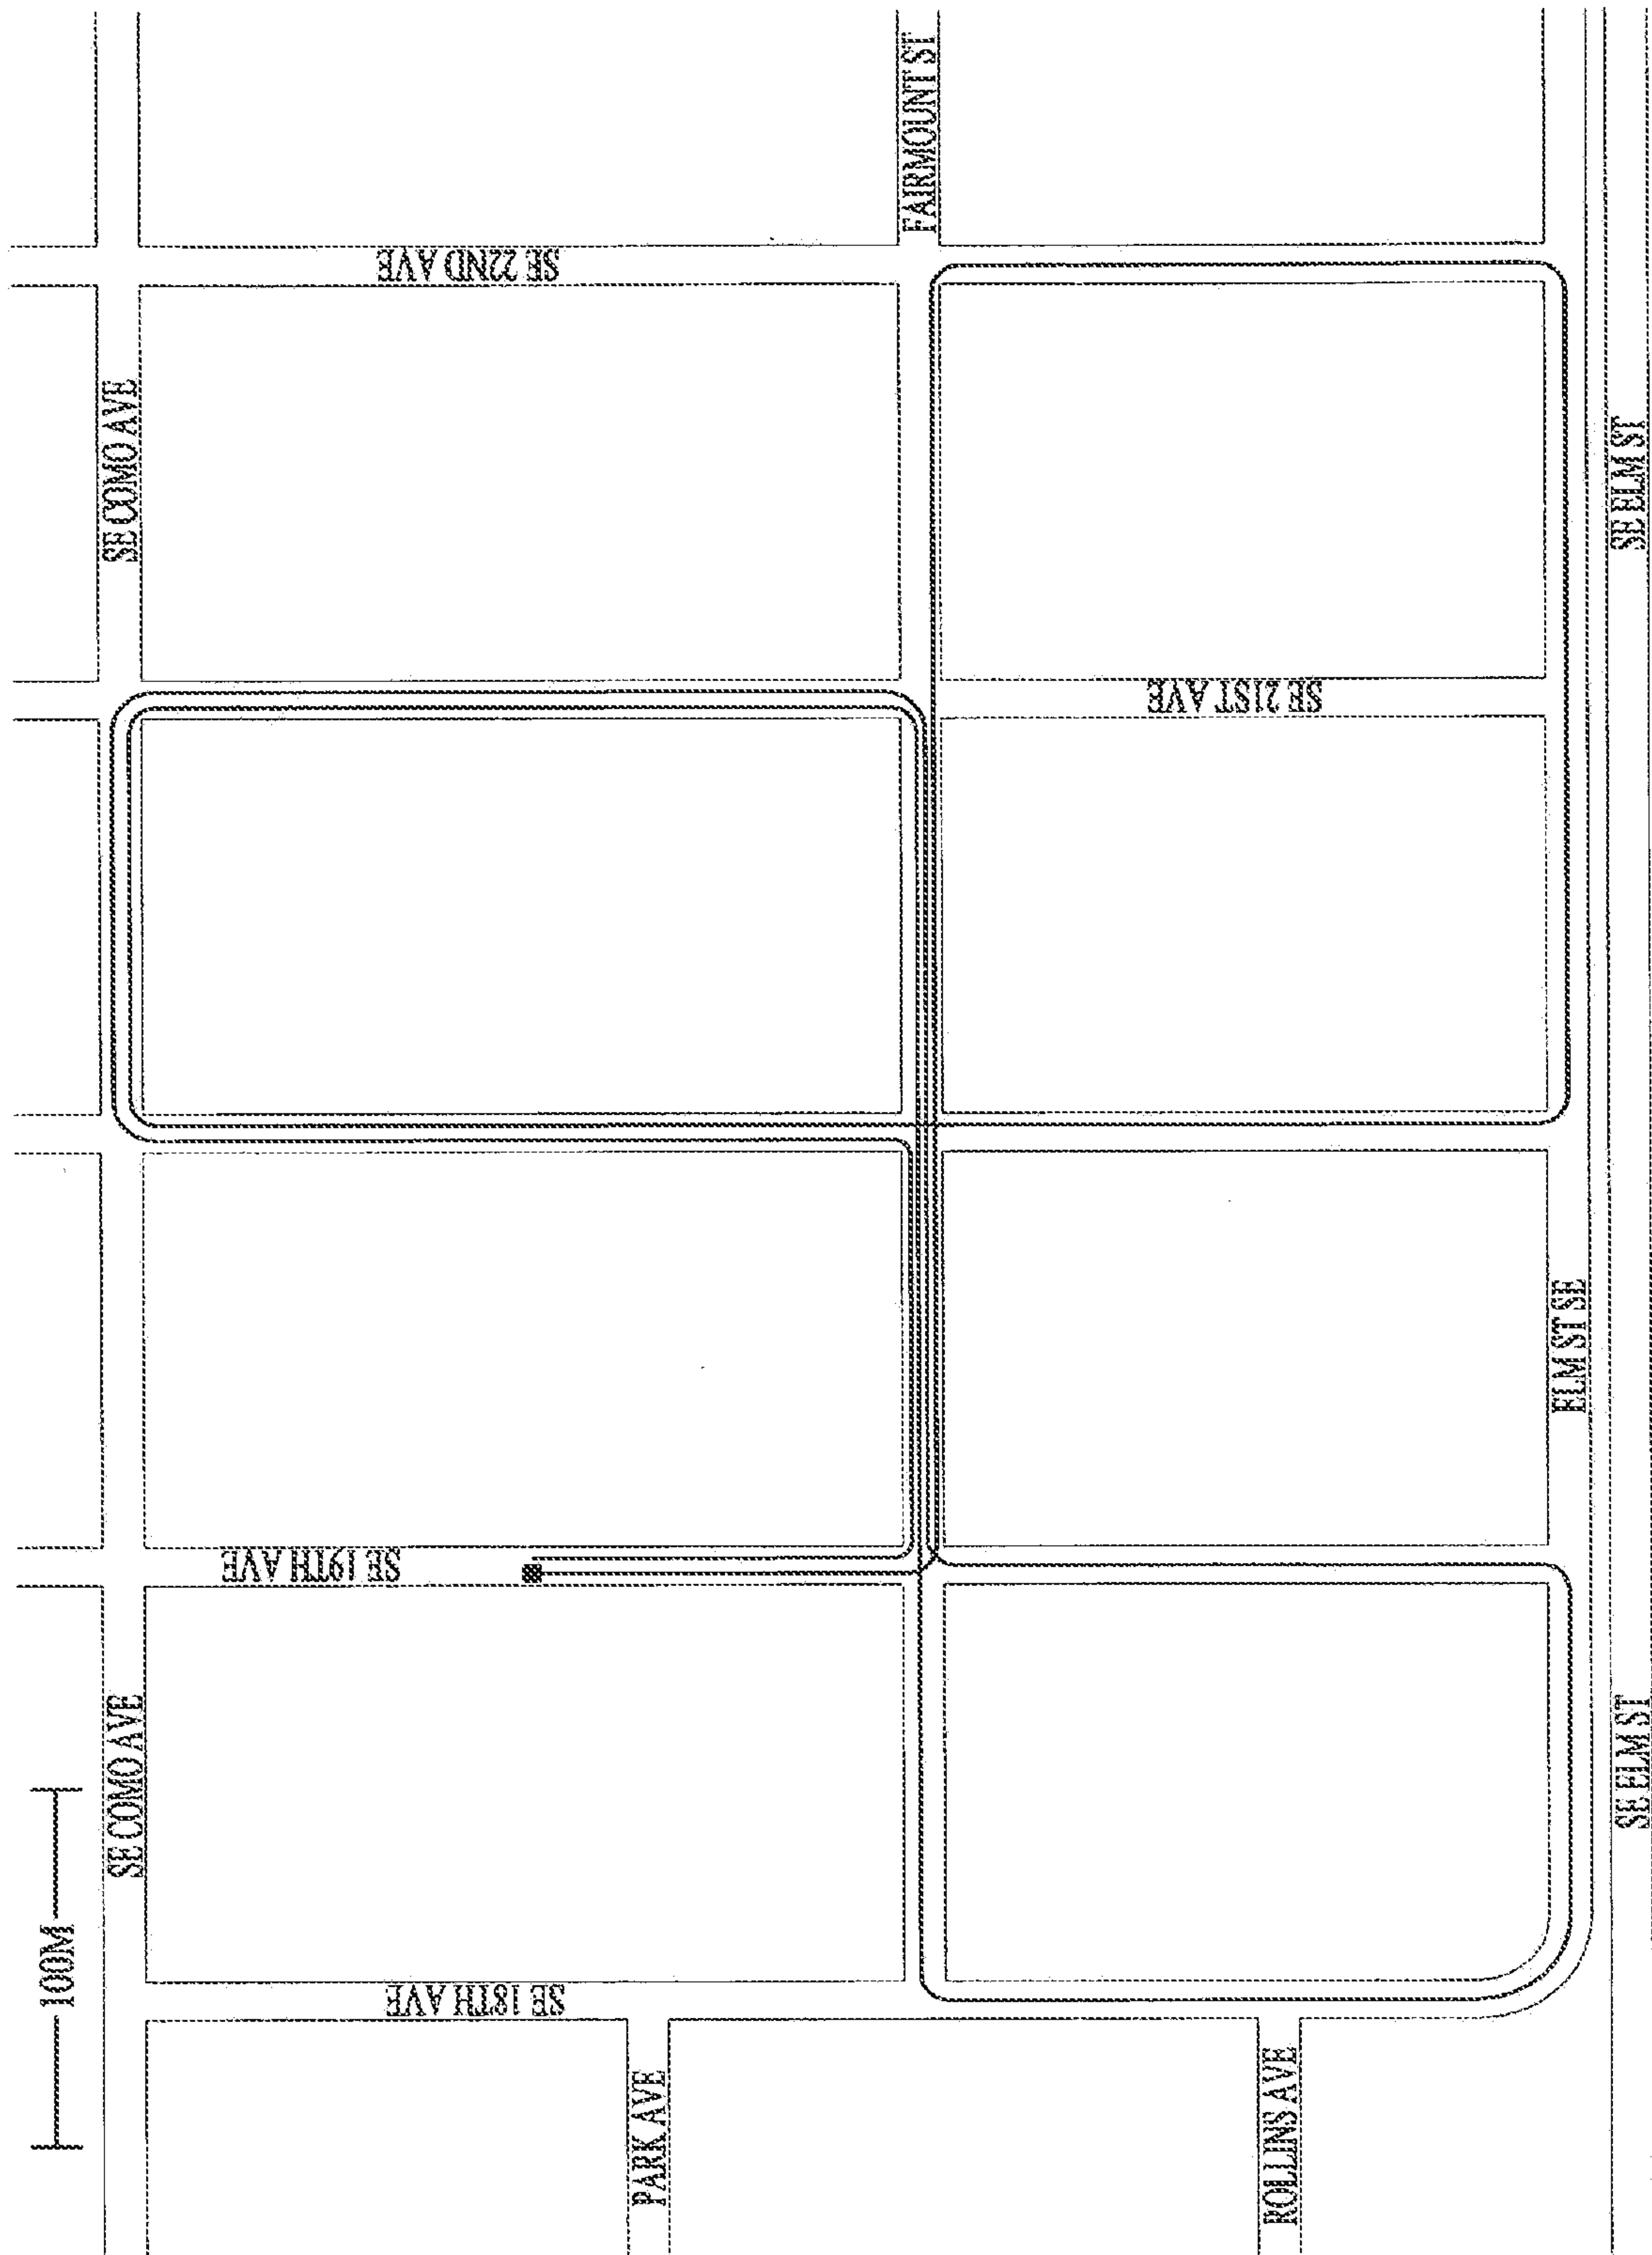 FAIRMOUNT ST
SE 22ND AVE
SE COMO AVE
SE ELM ST
SE 21ST AVE
ELM ST SE
SE 19TH AVE
SE COMO AVE
SE ELM ST
100M
SE 18TH AVE
PARK AVE
ROLLINS AVE